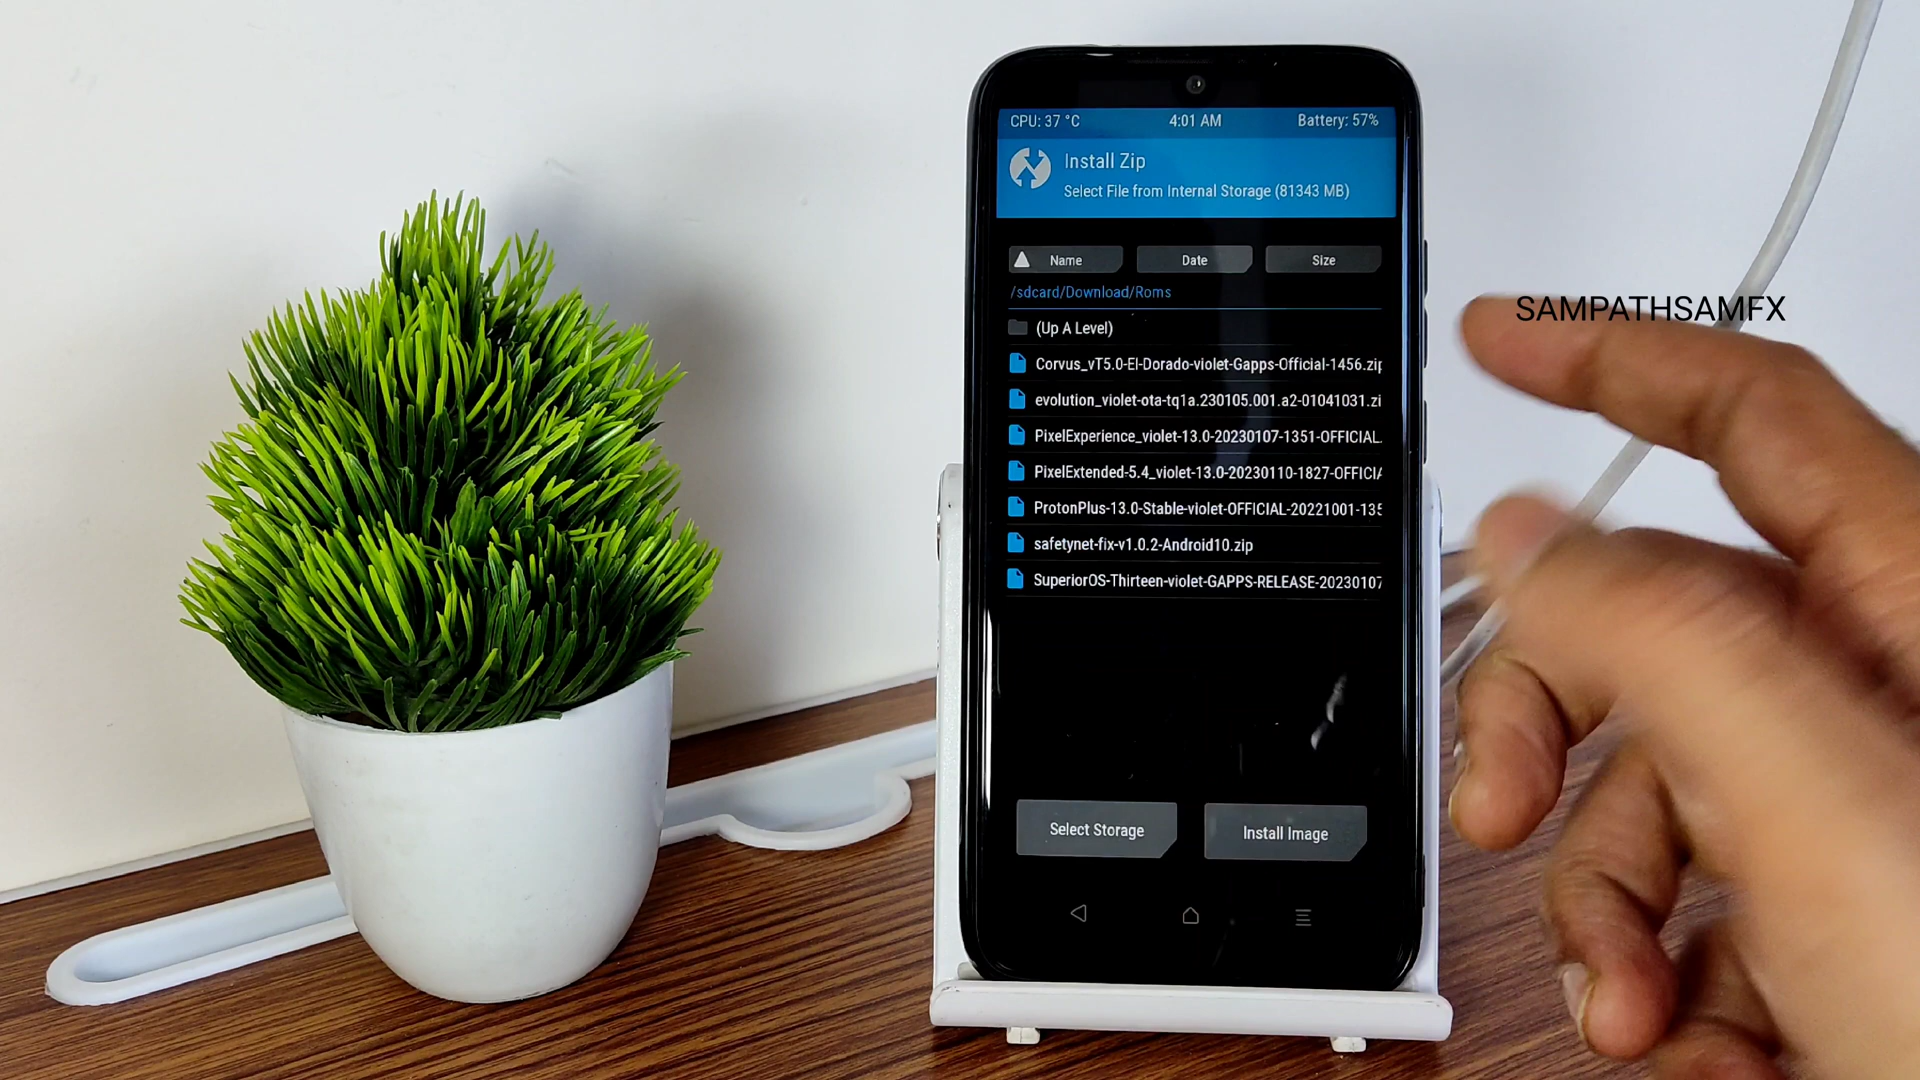 CPU: 37 °C 4:01 AM Battery: 57%
Install Zip
Select File from Internal Storage (81343 MB)
Name Date Size
/sdcard/Download/Roms
(Up A Level)
Corvus_vT5.0-El-Dorado-violet-Gapps-Official-1456.zip
evolution_violet-ota-tq1a.230105.001.a2-01041031.zi
PixelExperience_violet-13.0-20230107-1351-OFFICIAL.
PixelExtended-5.4_violet-13.0-20230110-1827-OFFICIA
ProtonPlus-13.0-Stable-violet-OFFICIAL-20221001-135
safetynet-fix-v1.0.2-Android10.zip
SuperiorOS-Thirteen-violet-GAPPS-RELEASE-20230107
Select Storage Install Image
SAMPATHSAMFX